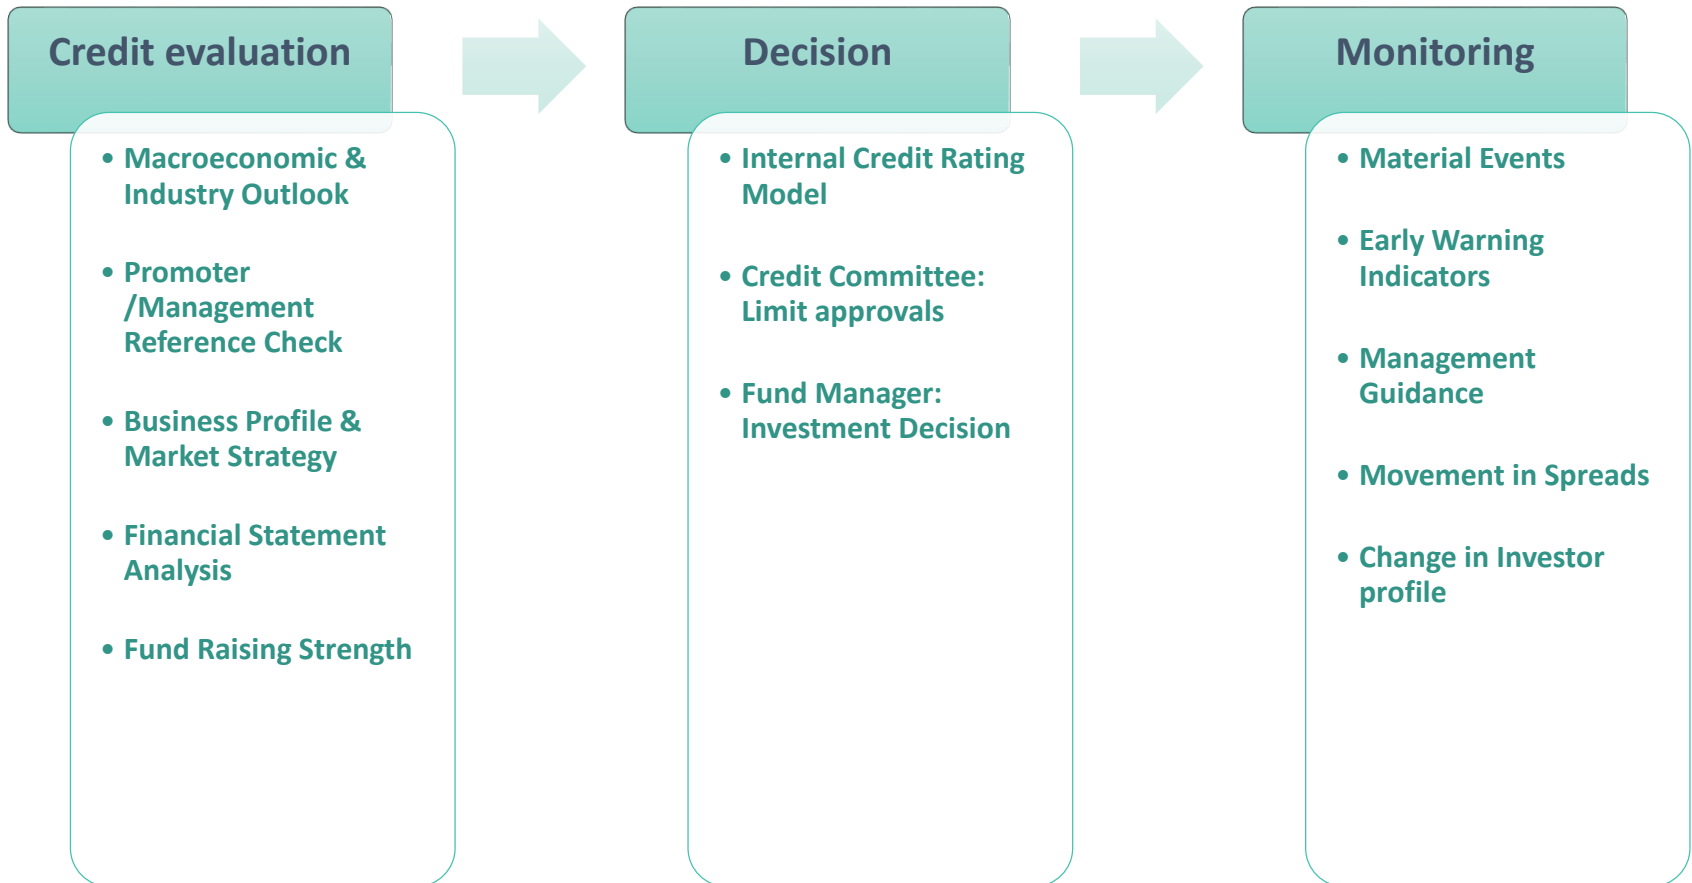 Credit evaluation
• Macroeconomic &
Industry Outlook
• Promoter
/Management
Reference Check
• Business Profile &
Market Strategy
• Financial Statement
Analysis
• Fund Raising Strength
Decision
• Internal Credit Rating
Model
• Credit Committee:
Limit approvals
• Fund Manager:
Investment Decision
Monitoring
• Material Events
• Early Warning
Indicators
• Management
Guidance
• Movement in Spreads
• Change in Investor
profile